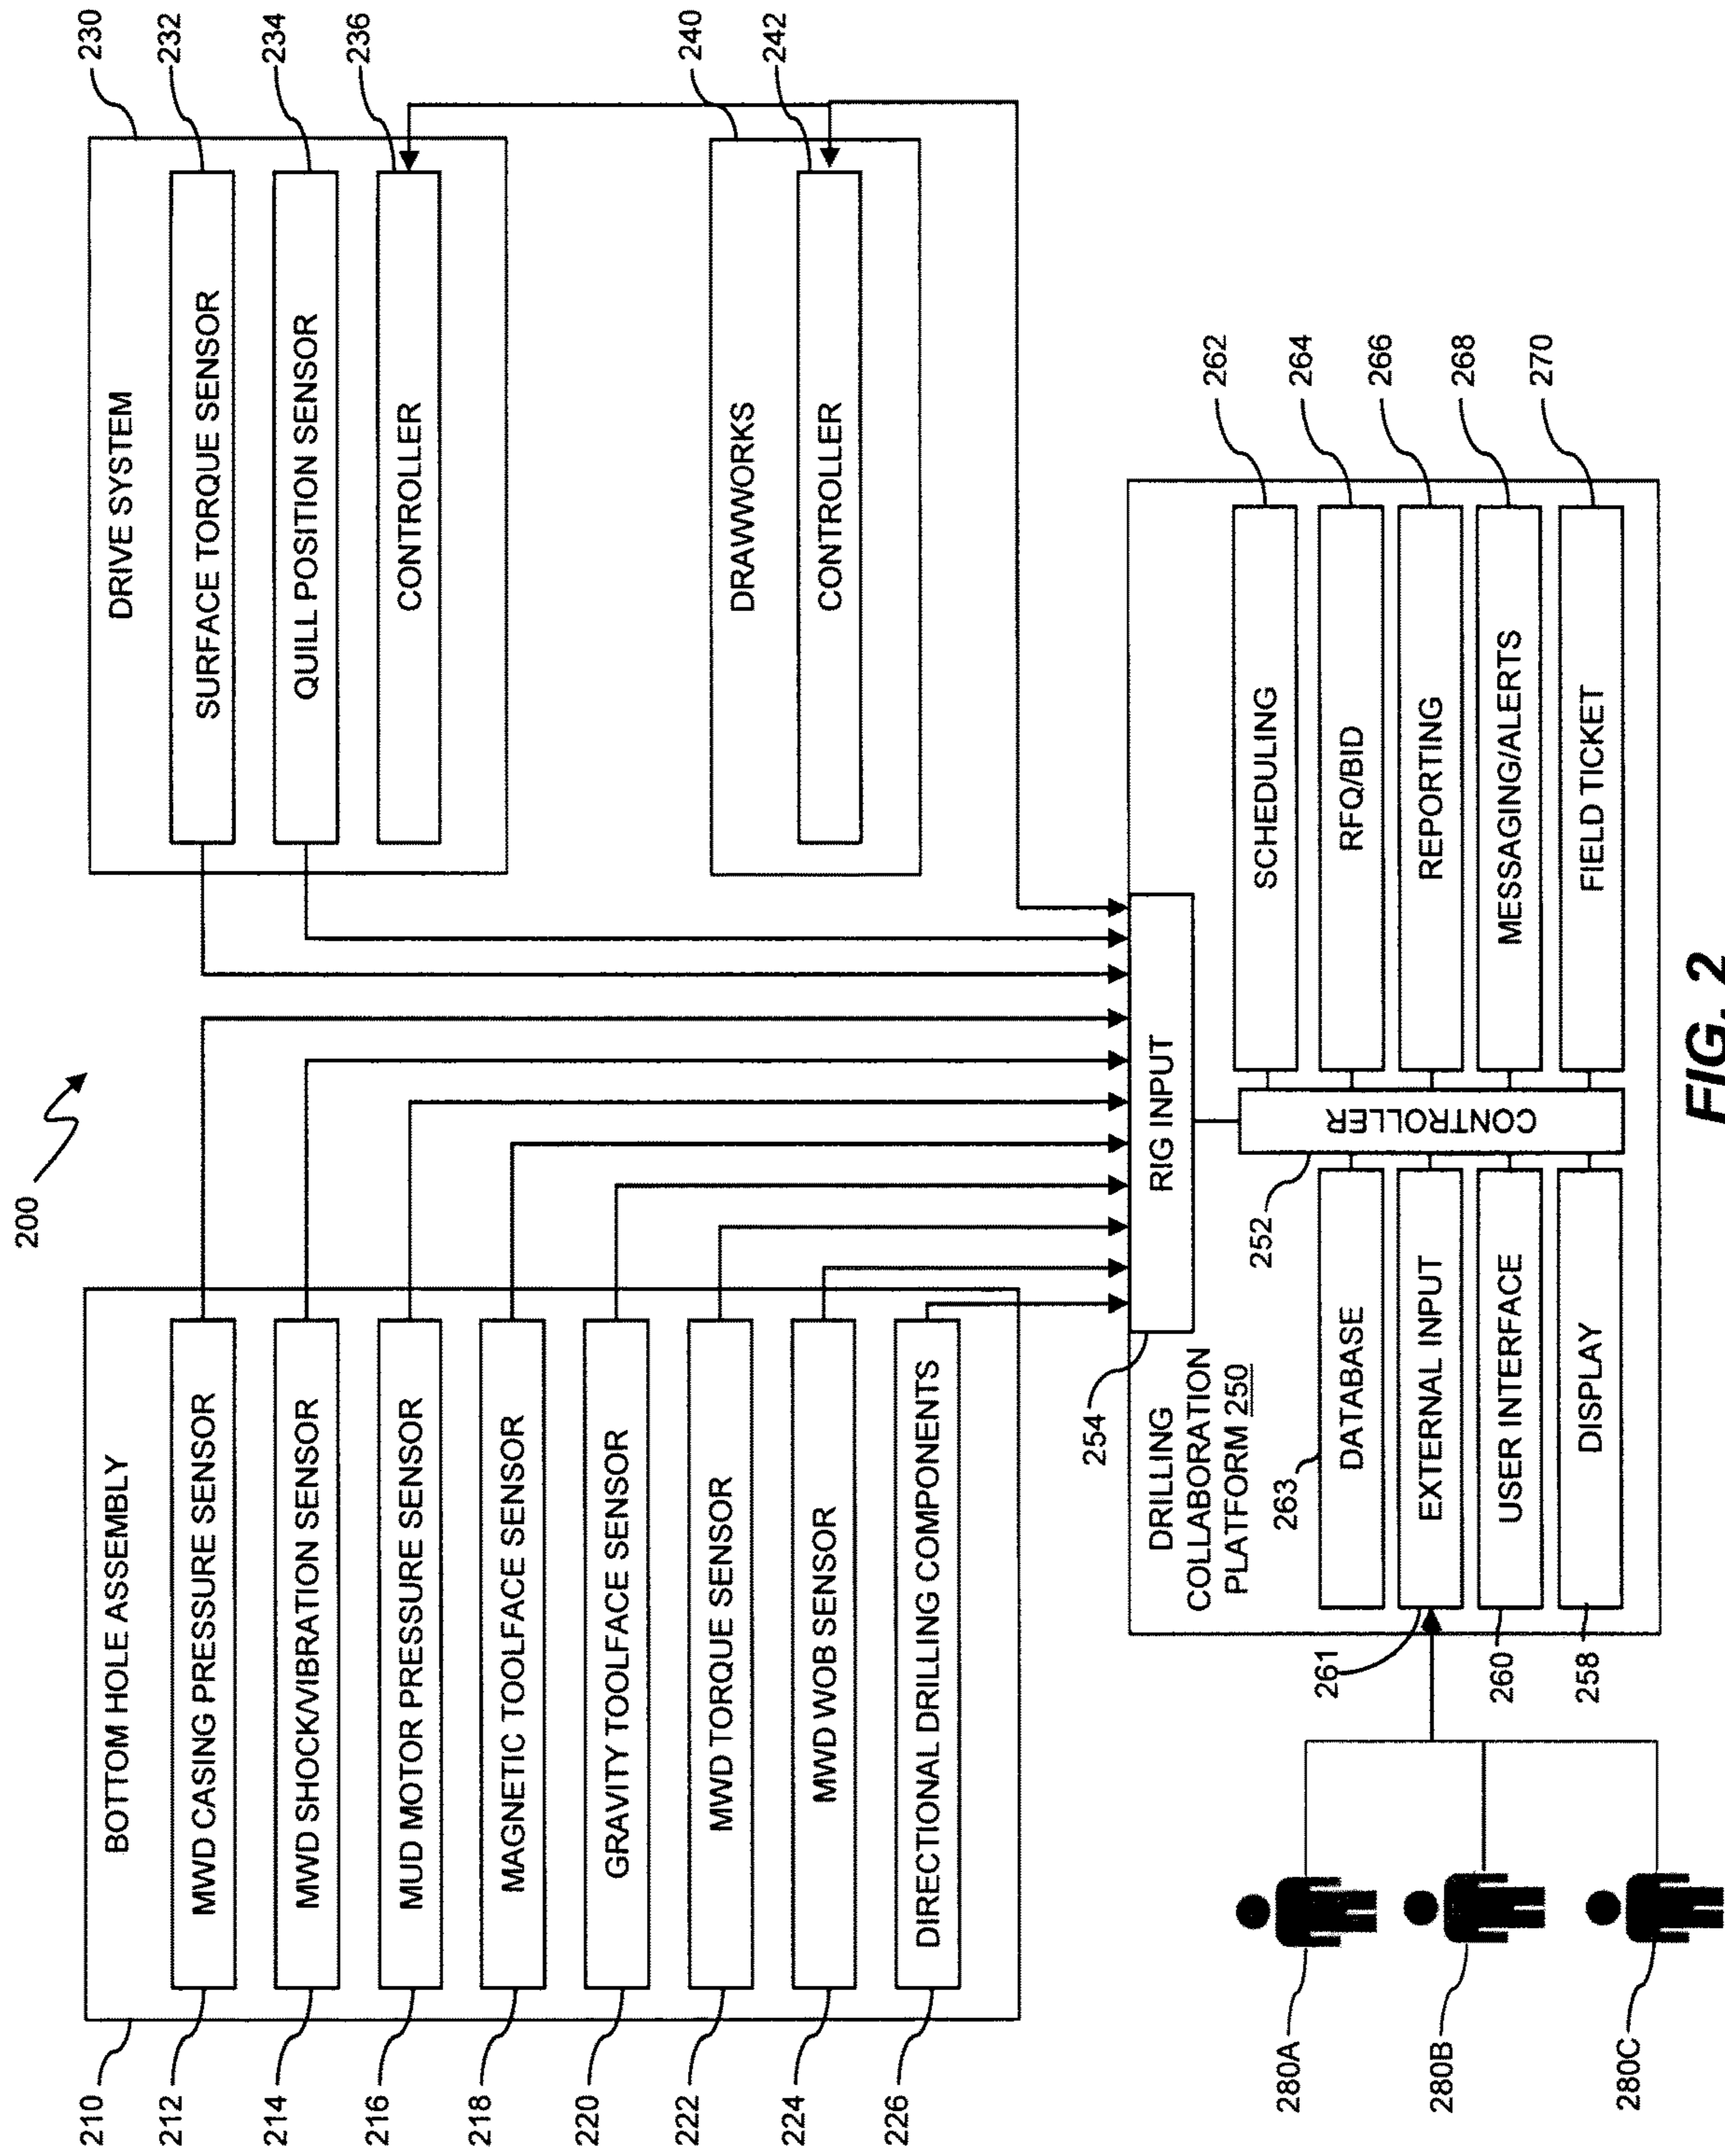 200
210
BOTTOM HOLE ASSEMBLY
212
MWD CASING PRESSURE SENSOR
214
MWD SHOCK/VIBRATION SENSOR
216
MUD MOTOR PRESSURE SENSOR
218
MAGNETIC TOOLFACE SENSOR
220
GRAVITY TOOLFACE SENSOR
222
MWD TORQUE SENSOR
224
MWD WOB SENSOR
226
DIRECTIONAL DRILLING COMPONENTS
230
DRIVE SYSTEM
232
SURFACE TORQUE SENSOR
234
QUILL POSITION SENSOR
236
CONTROLLER
240
DRAWWORKS
242
CONTROLLER
254
RIG INPUT
DRILLING
COLLABORATION
PLATFORM 250
252
CONTROLLER
263
DATABASE
261
EXTERNAL INPUT
260
USER INTERFACE
258
DISPLAY
262
SCHEDULING
264
RFQ/BID
266
REPORTING
268
MESSAGING/ALERTS
270
FIELD TICKET
280A
280B
280C
FIG. 2